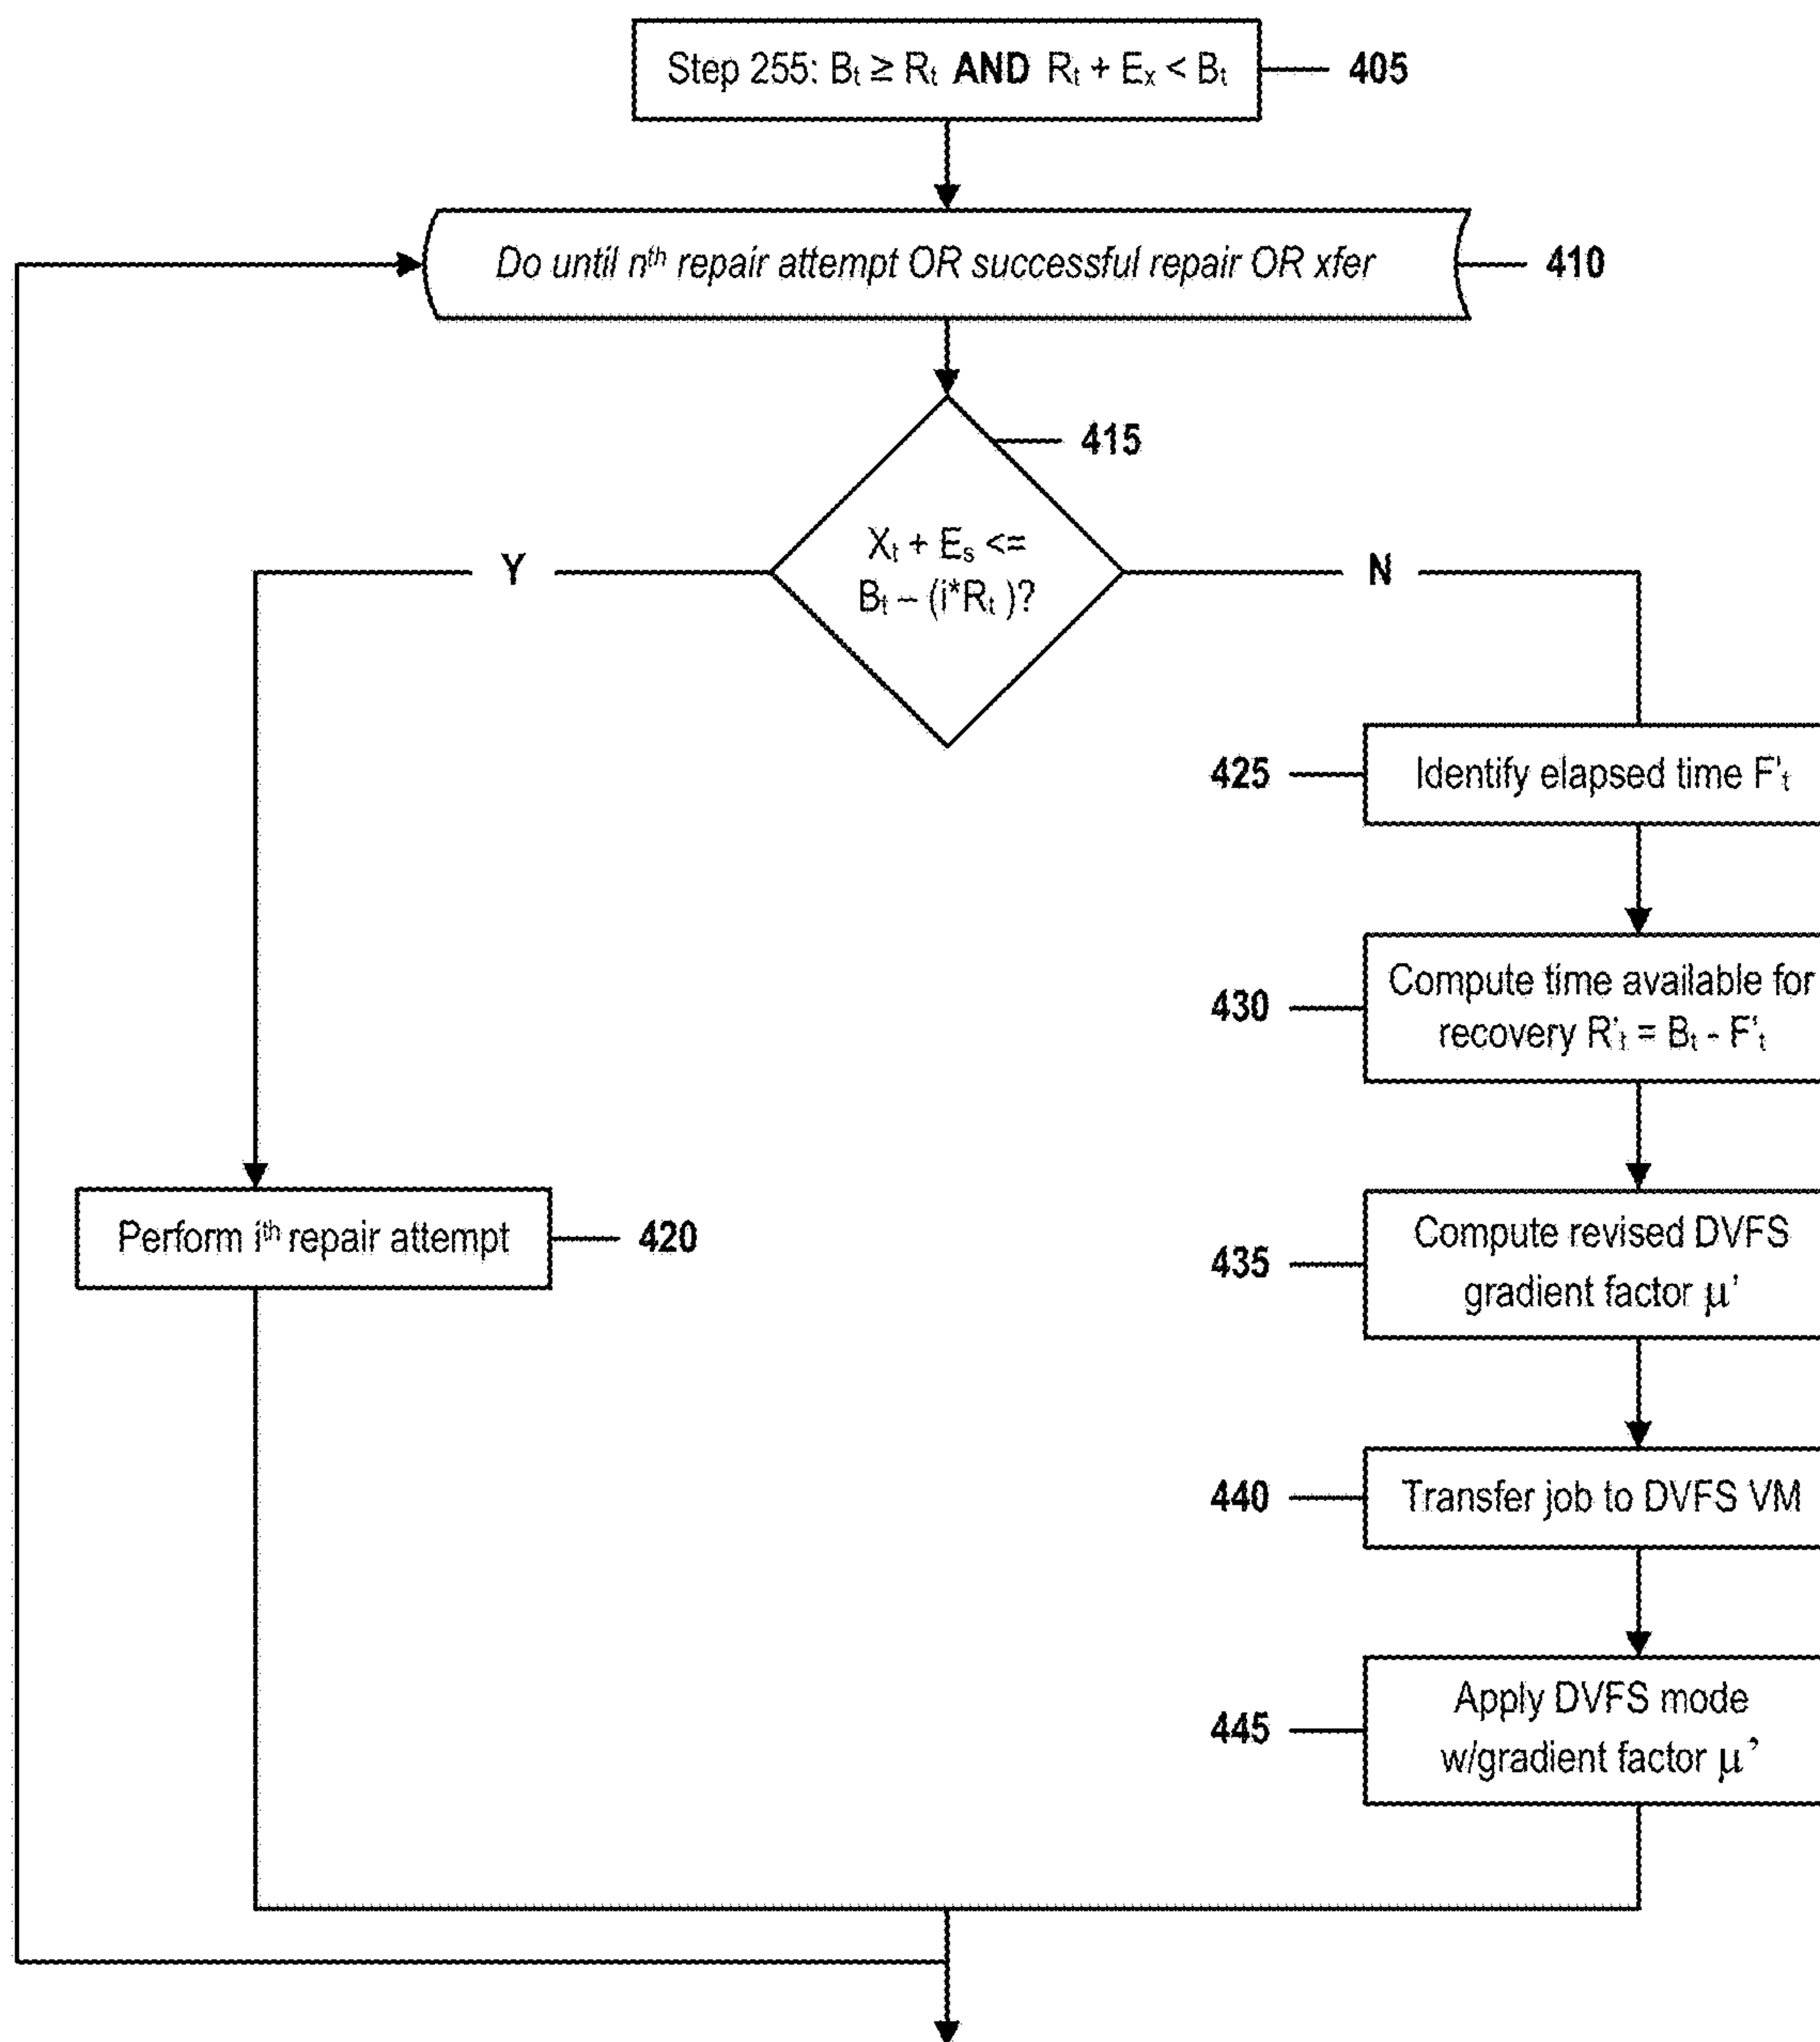 Step 255: Bₜ ≥ Rₜ AND Rₜ + Eₓ < Bₜ
405
Do until nᵗʰ repair attempt OR successful repair OR xfer
410
415
Xₜ + Eₛ <=
Bₜ – (i*Rₜ)?
Y
N
425
Identify elapsed time F'ₜ
430
Compute time available for
recovery R'ₜ = Bₜ - F'ₜ
Perform iᵗʰ repair attempt
420
435
Compute revised DVFS
gradient factor μ'
440
Transfer job to DVFS VM
445
Apply DVFS mode
w/gradient factor μ'